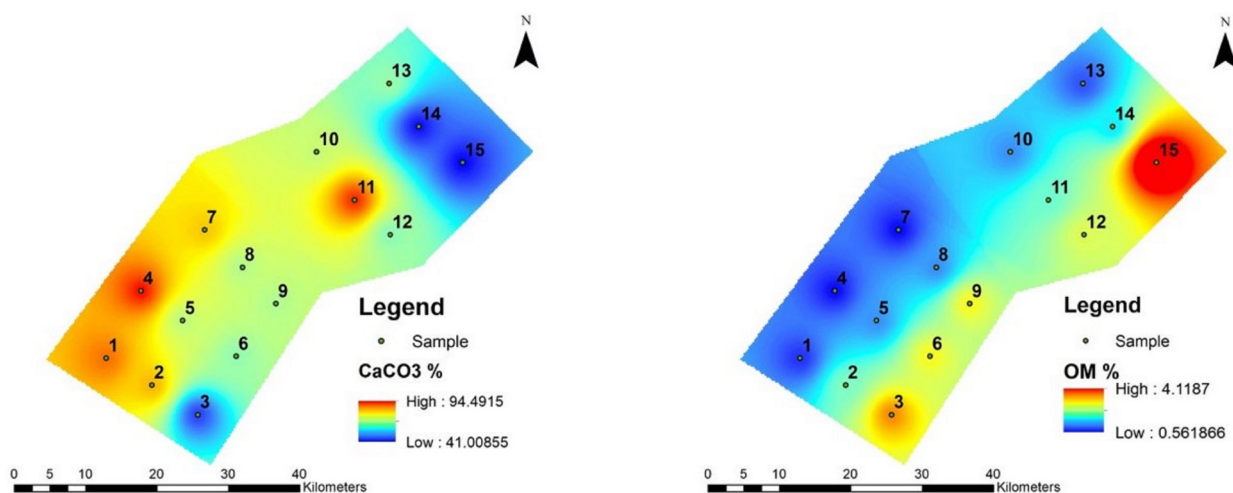 N
13
14
10
15
11
7
12
8
4
9
5
1
6
2
3
Legend
Sample
CaCO3 %
High : 94.4915
Low : 41.00855
0 5 10 20 30 40
Kilometers
N
13
14
10
15
11
7
12
8
4
9
5
1
6
2
3
Legend
Sample
OM %
High : 4.1187
Low : 0.561866
0 5 10 20 30 40
Kilometers